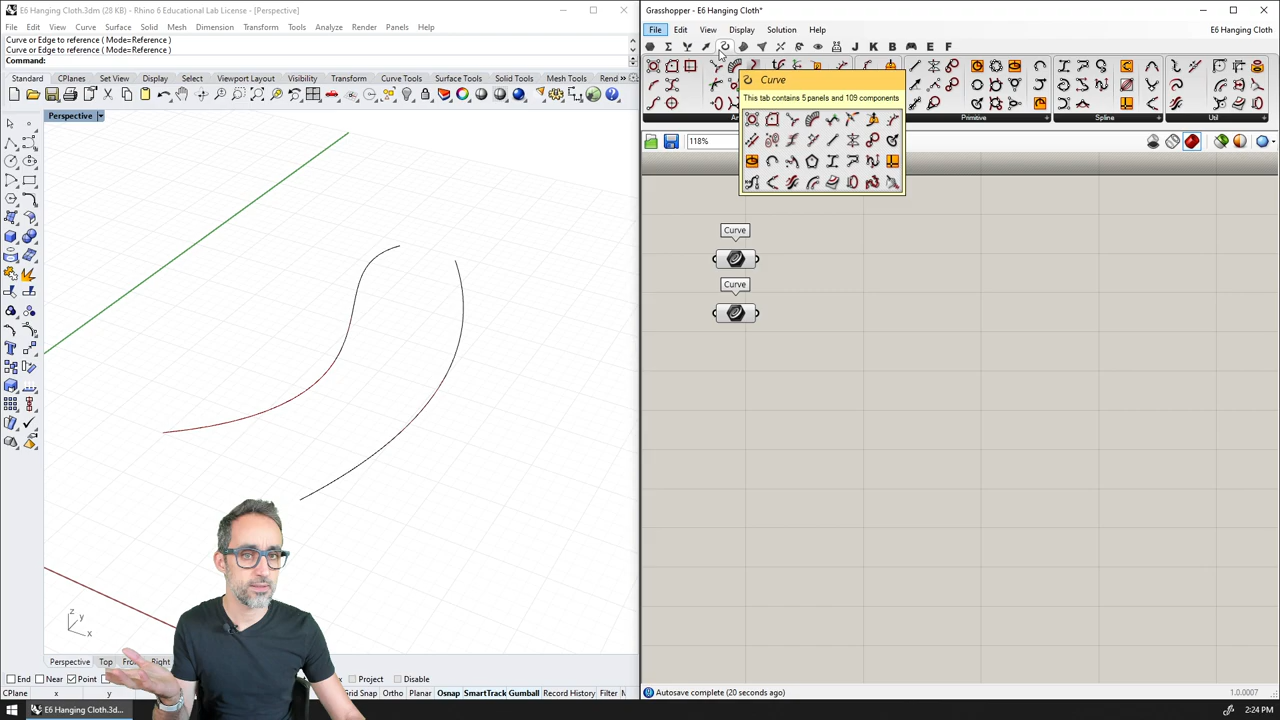 E6 Hanging Cloth.3dm (28 KB) - Rhino 6 Educational Lab License - [Perspective]
File Edit View Curve Surface Solid Mesh Dimension Transform Tools Analyze Render Panels Help
Curve or Edge to reference ( Mode=Reference )
Curve or Edge to reference ( Mode=Reference )
Command:
Standard CPlanes Set View Display Select Viewport Layout Visibility Transform Curve Tools Surface Tools Solid Tools Mesh Tools Rend »
Perspective
z
y
x
Perspective Top Right
End Near Point Project Disable
CPlane x y Grid Snap Ortho Planar Osnap SmartTrack Gumball Record History Filter
Grasshopper - E6 Hanging Cloth*
File Edit View Display Solution Help E6 Hanging Cloth
J K B E F
Curve
This tab contains 5 panels and 109 components
Primitive Spline Util
118%
Curve
Curve
Autosave complete (20 seconds ago) 1.0.0007
E6 Hanging Cloth.3d... 2:24 PM